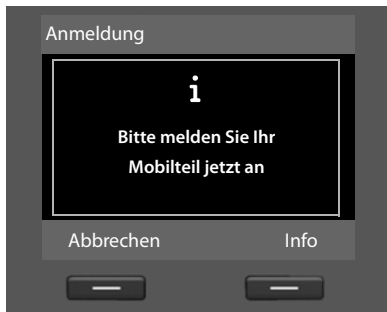 Anmeldung
i
Bitte melden Sie Ihr
Mobilteil jetzt an
Abbrechen Info